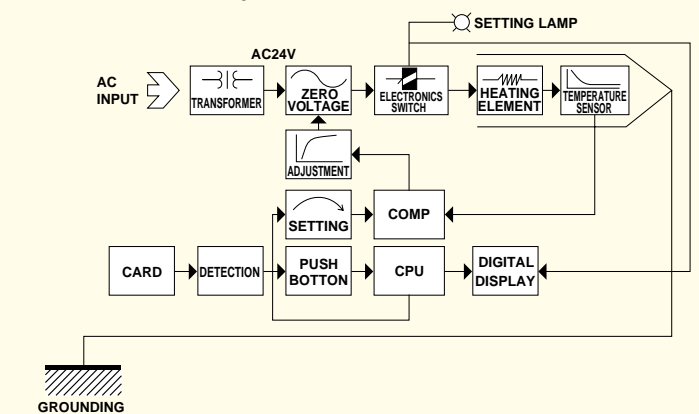 SETTING LAMP
AC24V
AC
INPUT
TRANSFORMER
ZERO
VOLTAGE
ELECTRONICS
SWITCH
HEATING
ELEMENT
TEMPERATURE
SENSOR
ADJUSTMENT
SETTING
COMP
CARD
DETECTION
PUSH
BOTTON
CPU
DIGITAL
DISPLAY
GROUNDING